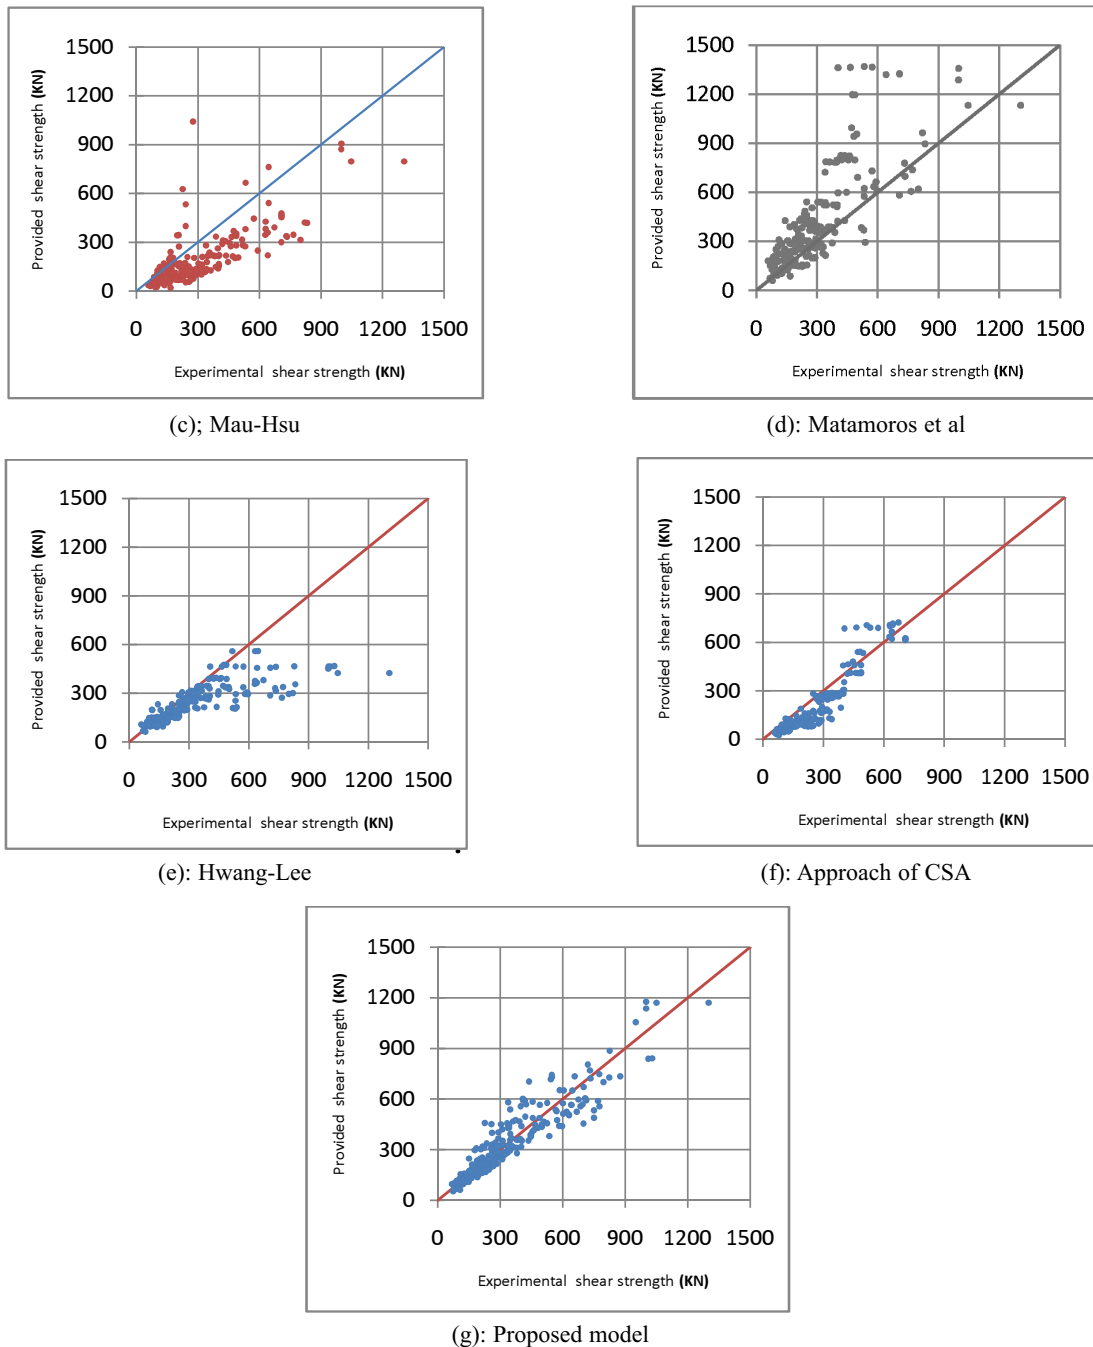 1500
1200
900
600
300
0
Provided shear strength (KN)
0 300 600 900 1200 1500
Experimental shear strength (KN)
(c); Mau-Hsu
1500
1200
900
600
300
0
Provided shear strength (KN)
0 300 600 900 1200 1500
Experimental shear strength (KN)
(d): Matamoros et al
1500
1200
900
600
300
0
Provided shear strength (KN)
0 300 600 900 1200 1500
Experimental shear strength (KN)
(e): Hwang-Lee
1500
1200
900
600
300
0
Provided shear strength (KN)
0 300 600 900 1200 1500
Experimental shear strength (KN)
(f): Approach of CSA
1500
1200
900
600
300
0
Provided shear strength (KN)
0 300 600 900 1200 1500
Experimental shear strength (KN)
(g): Proposed model